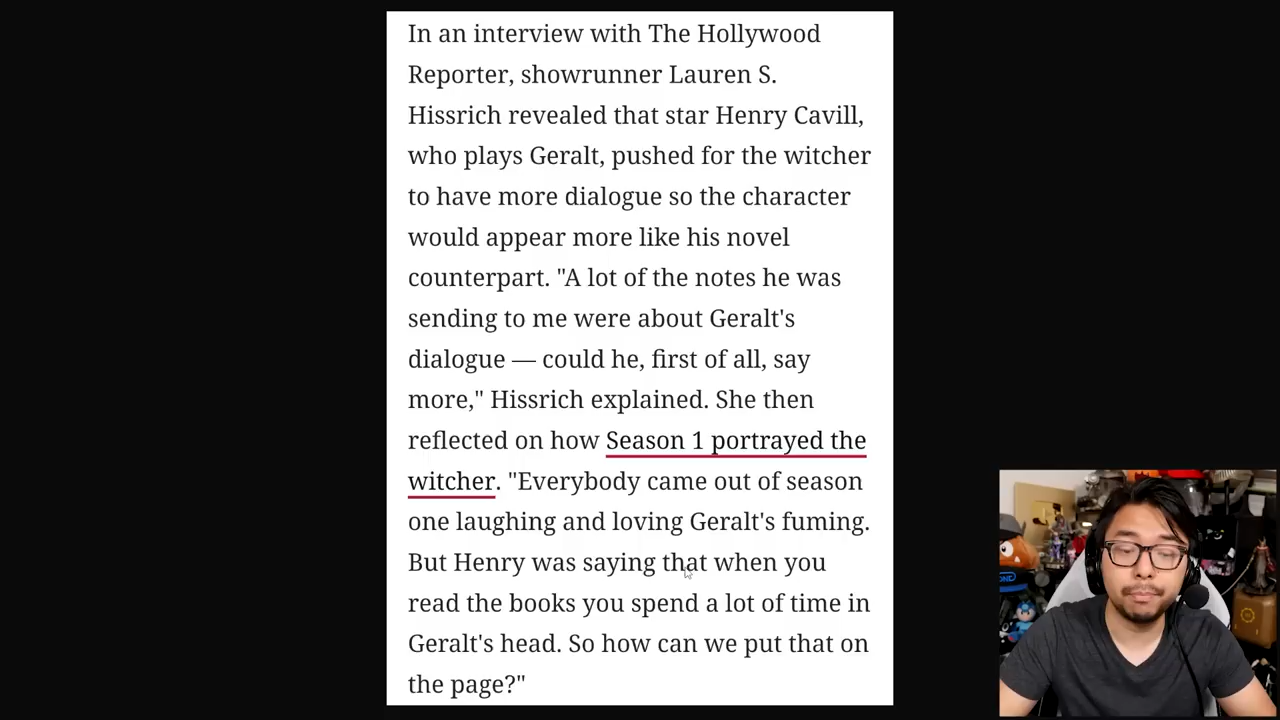 In an interview with The Hollywood
Reporter, showrunner Lauren S.
Hissrich revealed that star Henry Cavill,
who plays Geralt, pushed for the witcher
to have more dialogue so the character
would appear more like his novel
counterpart. "A lot of the notes he was
sending to me were about Geralt's
dialogue — could he, first of all, say
more," Hissrich explained. She then
reflected on how Season 1 portrayed the
witcher. "Everybody came out of season
one laughing and loving Geralt's fuming.
But Henry was saying that when you
read the books you spend a lot of time in
Geralt's head. So how can we put that on
the page?"